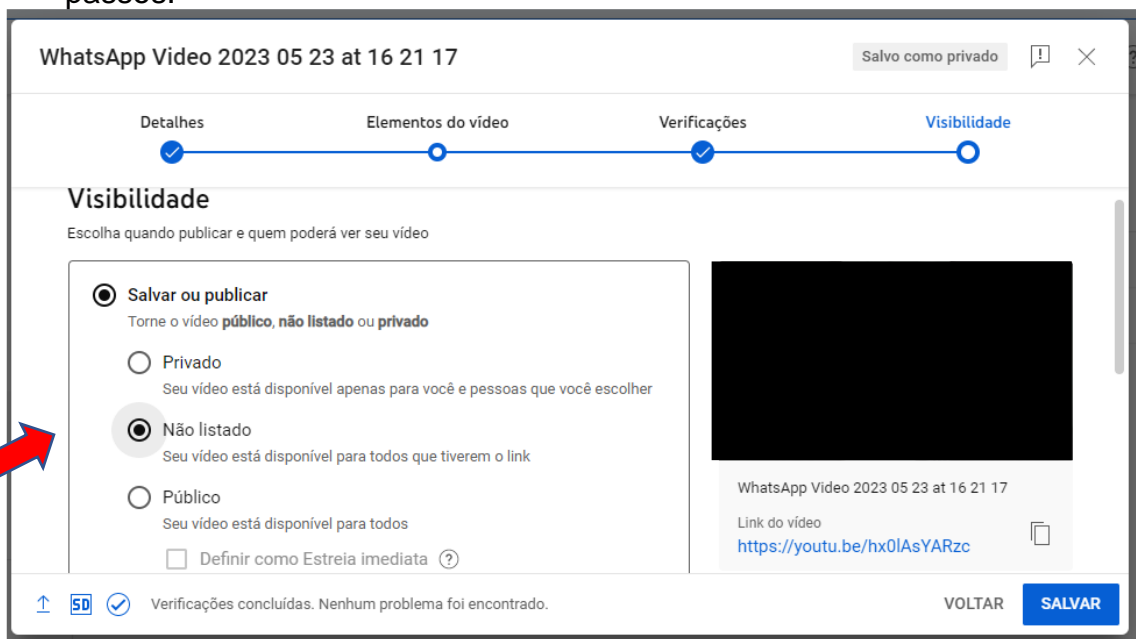 passos.
WhatsApp Video 2023 05 23 at 16 21 17
Salvo como privado
Detalhes
Elementos do vídeo
Verificações
Visibilidade
Visibilidade
Escolha quando publicar e quem poderá ver seu vídeo
Salvar ou publicar
Torne o vídeo público, não listado ou privado
Privado
Seu vídeo está disponível apenas para você e pessoas que você escolher
Não listado
Seu vídeo está disponível para todos que tiverem o link
Público
Seu vídeo está disponível para todos
Definir como Estreia imediata ?
WhatsApp Video 2023 05 23 at 16 21 17
Link do vídeo
https://youtu.be/hx0lAsYARzc
SD
Verificações concluídas. Nenhum problema foi encontrado.
VOLTAR
SALVAR